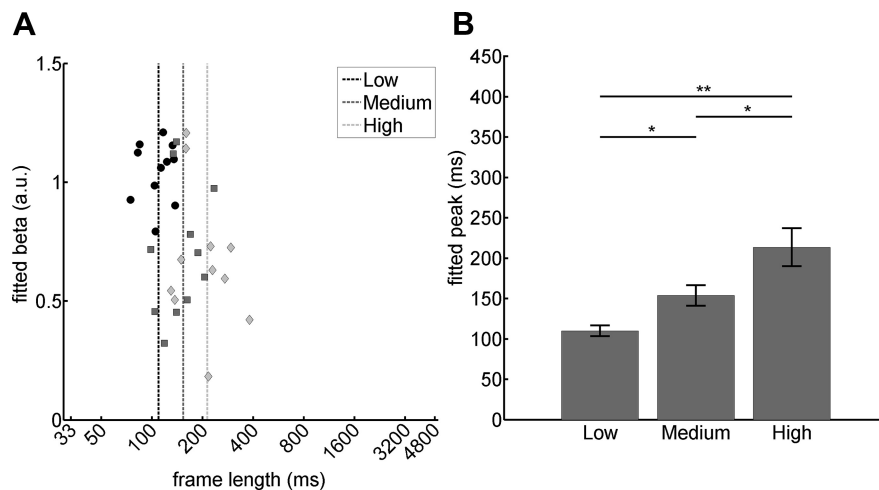 A
1.5
1
0.5
0
fitted beta (a.u.)
33 50 100 200 400 800 1600 3200 4800
frame length (ms)
Low
Medium
High
B
450
400
350
300
250
200
150
100
50
0
fitted peak (ms)
**
*
*
Low Medium High